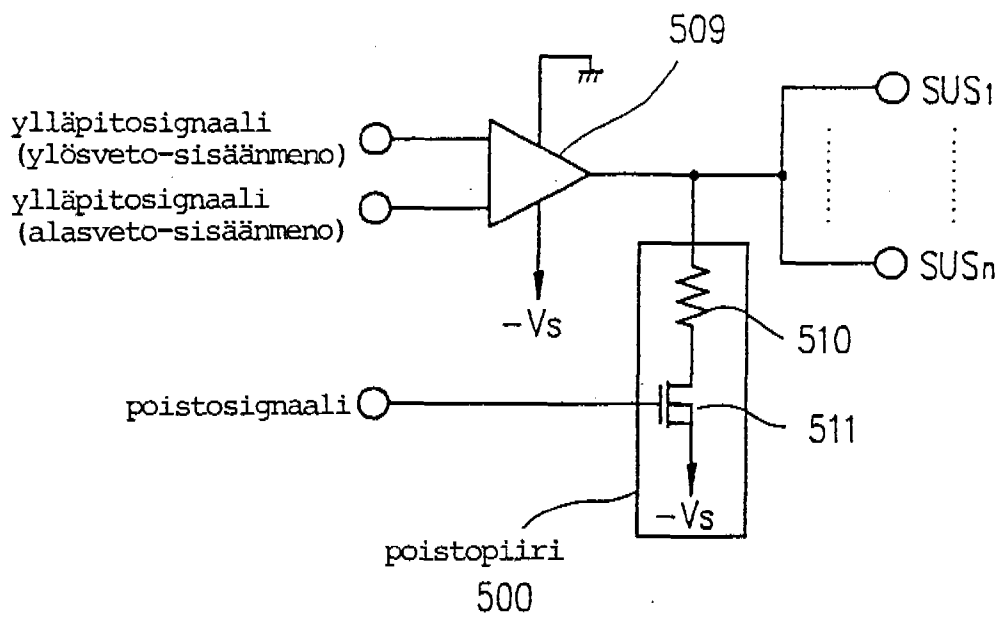 509
ylläpitosignaali
(ylösveto-sisäänmeno)
SUS1
ylläpitosignaali
(alasveto-sisäänmeno)
SUSn
-Vs
510
poistosignaali
511
-Vs
poistopiiri
500